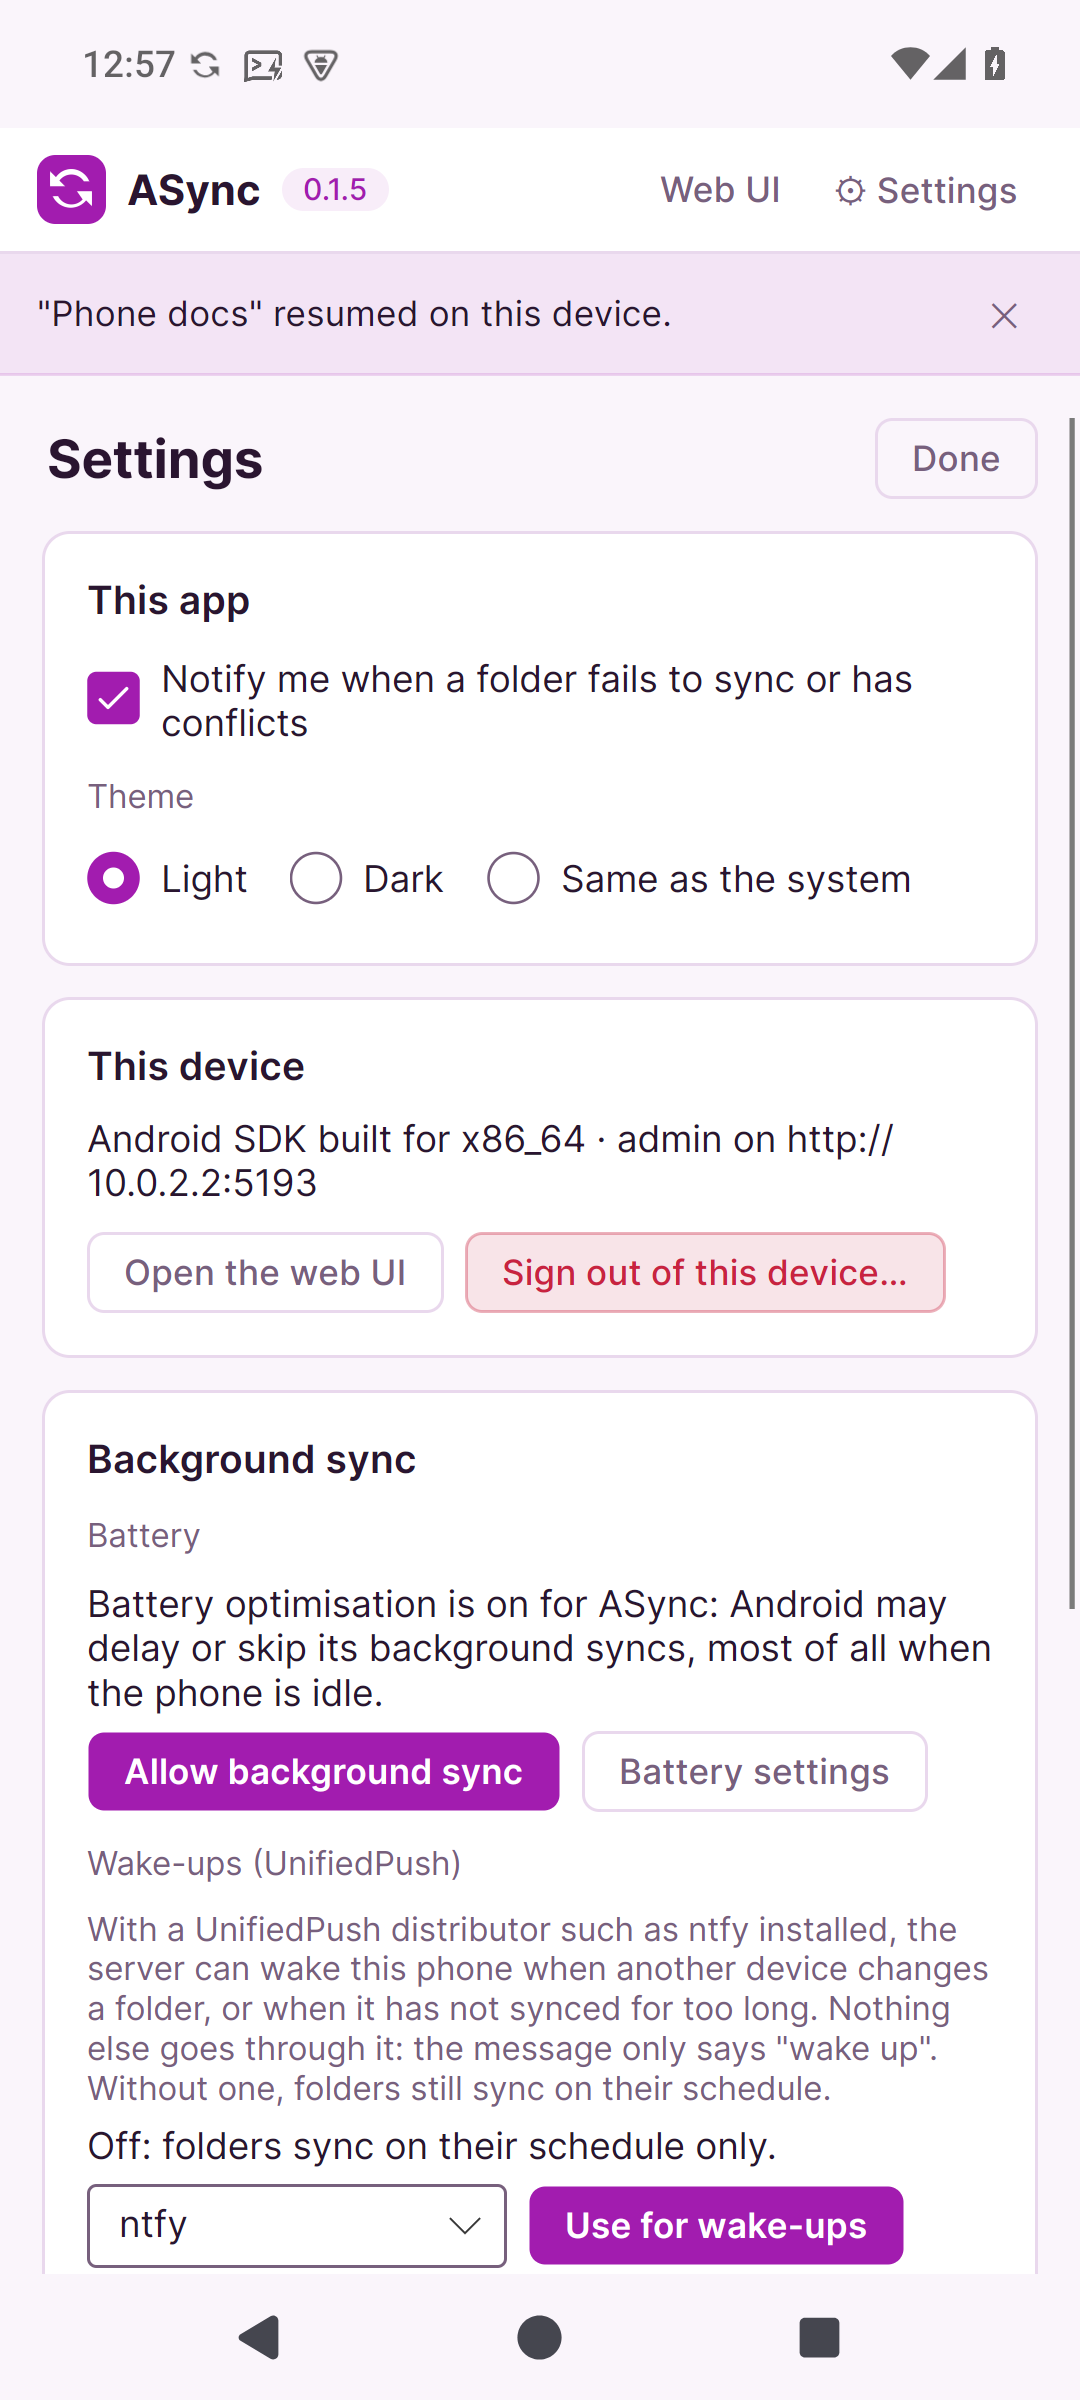 12:57
ASync 0.1.5 Web UI Settings
"Phone docs" resumed on this device.
Settings Done
This app
Notify me when a folder fails to sync or has
conflicts
Theme
Light Dark Same as the system
This device
Android SDK built for x86_64 · admin on http://
10.0.2.2:5193
Open the web UI Sign out of this device...
Background sync
Battery
Battery optimisation is on for ASync: Android may
delay or skip its background syncs, most of all when
the phone is idle.
Allow background sync Battery settings
Wake-ups (UnifiedPush)
With a UnifiedPush distributor such as ntfy installed, the
server can wake this phone when another device changes
a folder, or when it has not synced for too long. Nothing
else goes through it: the message only says "wake up".
Without one, folders still sync on their schedule.
Off: folders sync on their schedule only.
ntfy Use for wake-ups